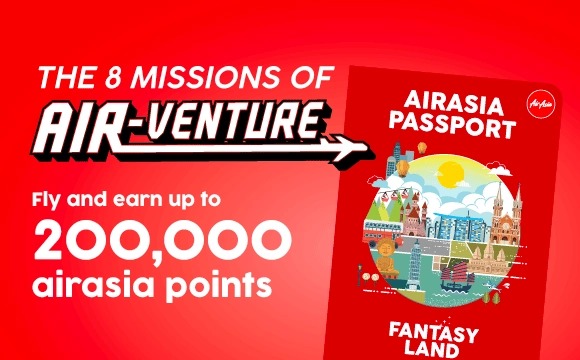 THE 8 MISSIONS OF
AIR-VENTURE
Fly and earn up to
200,000
airasia points
AirAsia
AIRASIA
PASSPORT
FANTASY
LAND